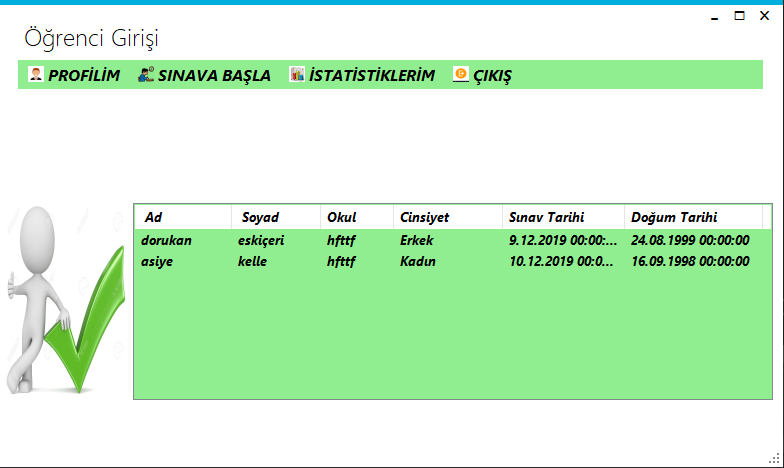 Öğrenci Girişi
PROFİLİM SINAVA BAŞLA İSTATİSTİKLERİM ÇIKIŞ
Ad Soyad Okul Cinsiyet Sınav Tarihi Doğum Tarihi
dorukan eskiçeri hfttf Erkek 9.12.2019 00:00:... 24.08.1999 00:00:00
asiye kelle hfttf Kadın 10.12.2019 00:0... 16.09.1998 00:00:00